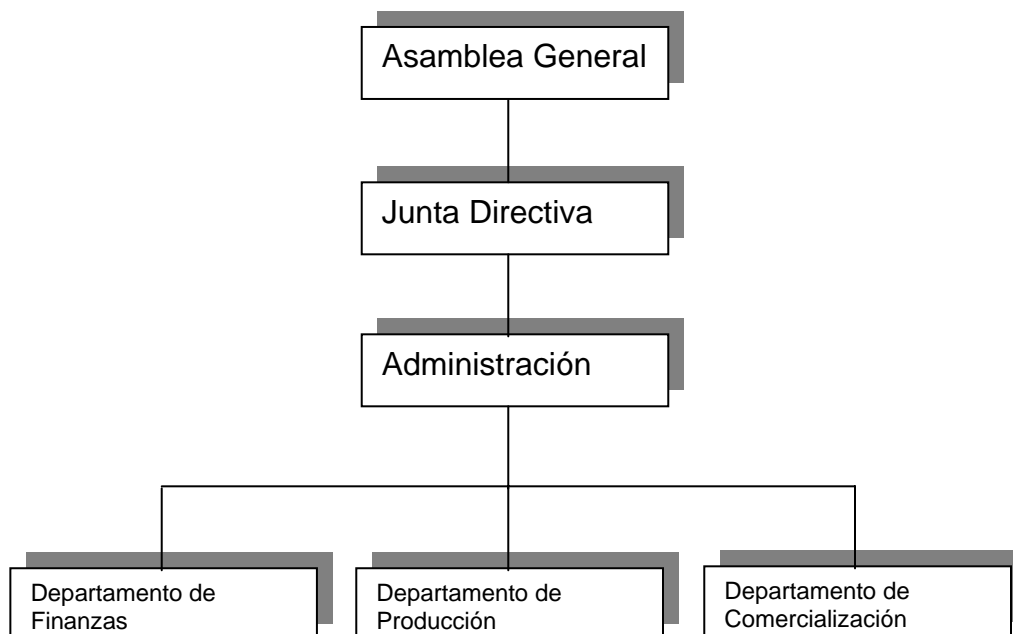 Asamblea General
Junta Directiva
Administración
Departamento de
Finanzas
Departamento de
Producción
Departamento de
Comercialización